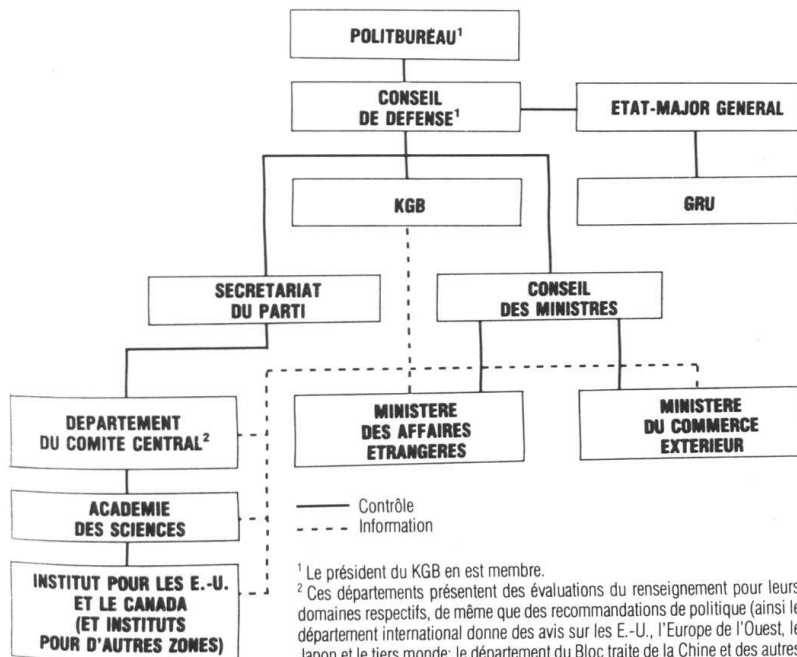 POLITBURÉAU¹
CONSEIL
DE DEFENSE¹
ETAT-MAJOR GENERAL
KGB
GRU
SECRETARIAT
DU PARTI
CONSEIL
DES MINISTRES
DEPARTEMENT
DU COMITE CENTRAL²
MINISTERE
DES AFFAIRES
ETRANGERES
MINISTERE
DU COMMERCE
EXTERIEUR
ACADEMIE
DES SCIENCES
INSTITUT POUR LES E.-U.
ET LE CANADA
(ET INSTITUTS
POUR D'AUTRES ZONES)
Contrôle
Information
¹ Le président du KGB en est membre.
² Ces départements présentent des évaluations du renseignement pour leurs
domaines respectifs, de même que des recommandations de politique (ainsi le
département international donne des avis sur les E.-U., l'Europe de l'Ouest, le
Japon et le tiers monde; le département du Bloc traite de la Chine et des autres